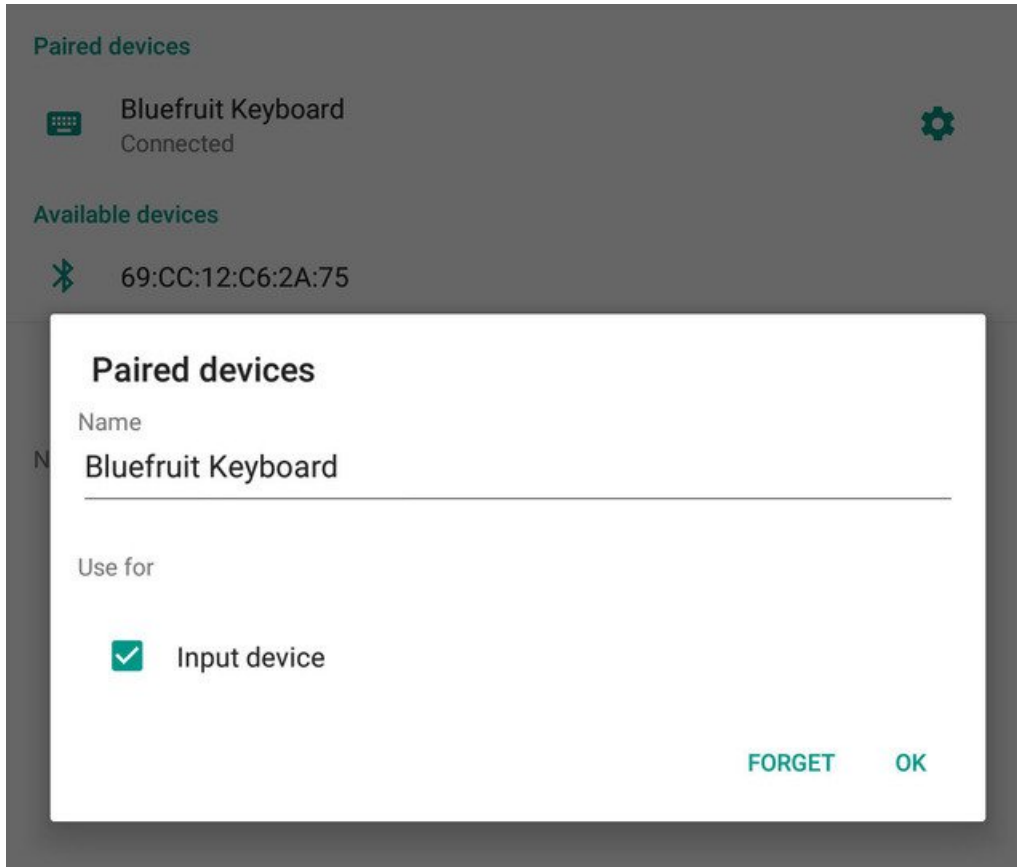 Paired devices
Bluefruit Keyboard
Connected
Available devices
69:CC:12:C6:2A:75
Paired devices
Name
N
Bluefruit Keyboard
Use for
Input device
FORGET OK